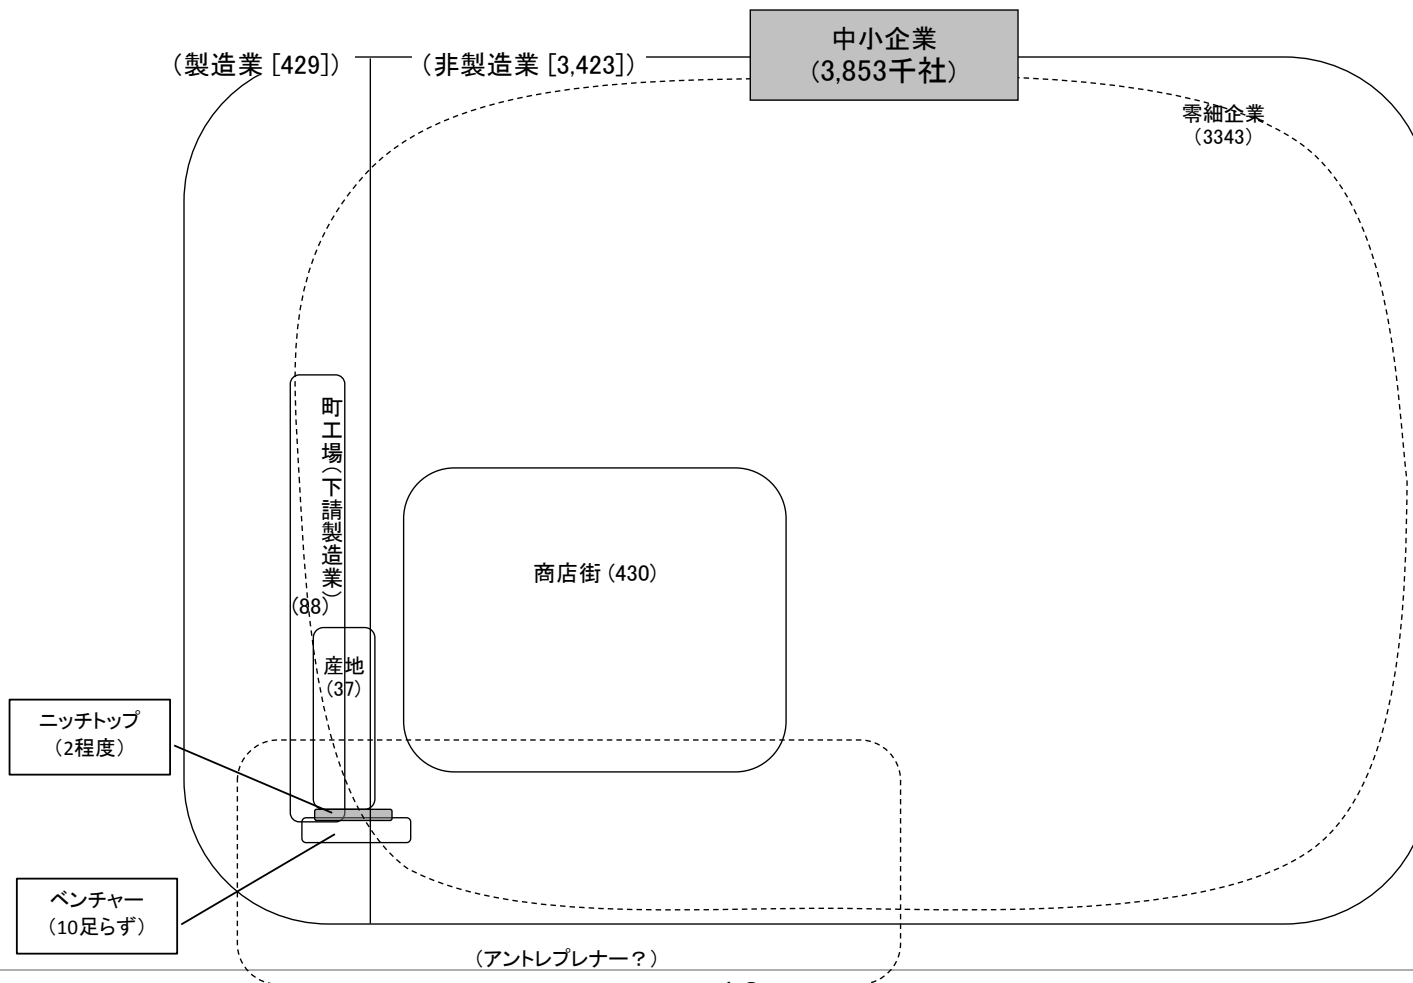 中小企業
（3,853千社）
（製造業 [429]）
（非製造業 [3,423]）
零細企業
（3343）
町工場（下請製造業）
（88）
商店街（430）
産地
（37）
ニッチトップ
（2程度）
ベンチャー
（10足らず）
（アントレプレナー？）